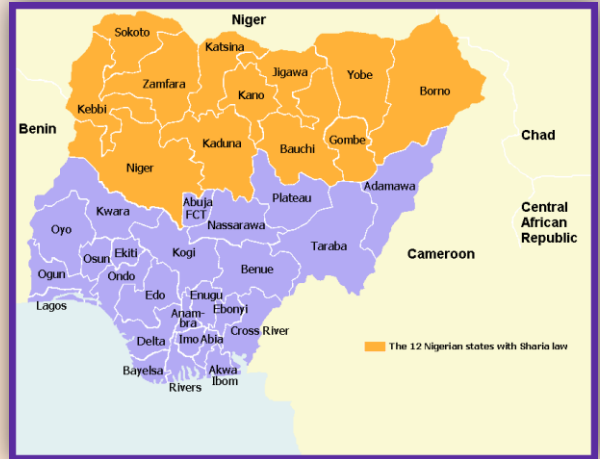 Niger
Sokoto
Katsina
Jigawa
Yobe
Zamfara
Kano
Borno
Kebbi
Benin
Chad
Kaduna
Gombe
Bauchi
Niger
Adamawa
Plateau
Abuja
FCT
Kwara
Nassarawa
Central
African
Republic
Oyo
Taraba
Kogi
Cameroon
Osun
Ekiti
Benue
Ogun
Ondo
Edo
Enugu
Lagos
Anam-
bra
Ebonyi
Cross River
Delta
Imo
Abia
The 12 Nigerian states with Sharia law
Bayelsa
Akwa
Ibom
Rivers